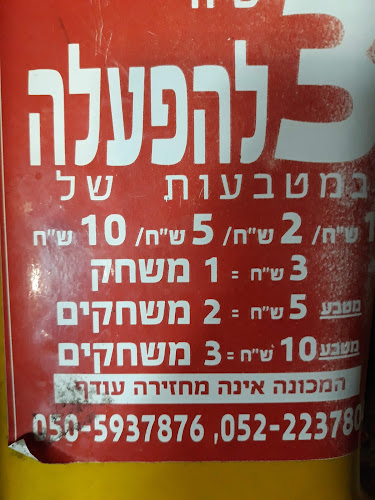 ש"ח
3 להפעלה
במטבעות של
1 ש"ח/ 2 ש"ח/ 5 ש"ח/ 10 ש"ח
3 ש"ח = 1 משחק
מטבע 5 ש"ח = 2 משחקים
מטבע 10 ש"ח = 3 משחקים
המכונה אינה מחזירה עודף
050-5937876 ,052-223780